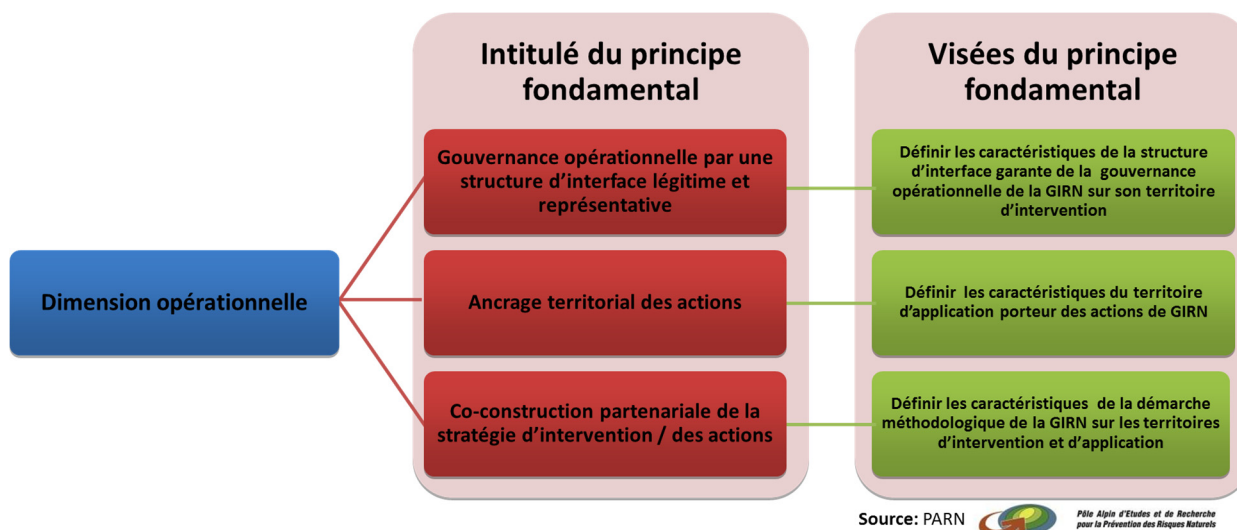 Intitulé du principe
fondamental
Visées du principe
fondamental
Dimension opérationnelle
Gouvernance opérationnelle par une
structure d'interface légitime et
représentative
Définir les caractéristiques de la structure
d'interface garante de la gouvernance
opérationnelle de la GIRN sur son territoire
d'intervention
Ancrage territorial des actions
Définir les caractéristiques du territoire
d'application porteur des actions de GIRN
Co-construction partenariale de la
stratégie d'intervention / des actions
Définir les caractéristiques de la démarche
méthodologique de la GIRN sur les territoires
d'intervention et d'application
Source: PARN
Pôle Alpin d'Etudes et de Recherche
pour la Prévention des Risques Naturels